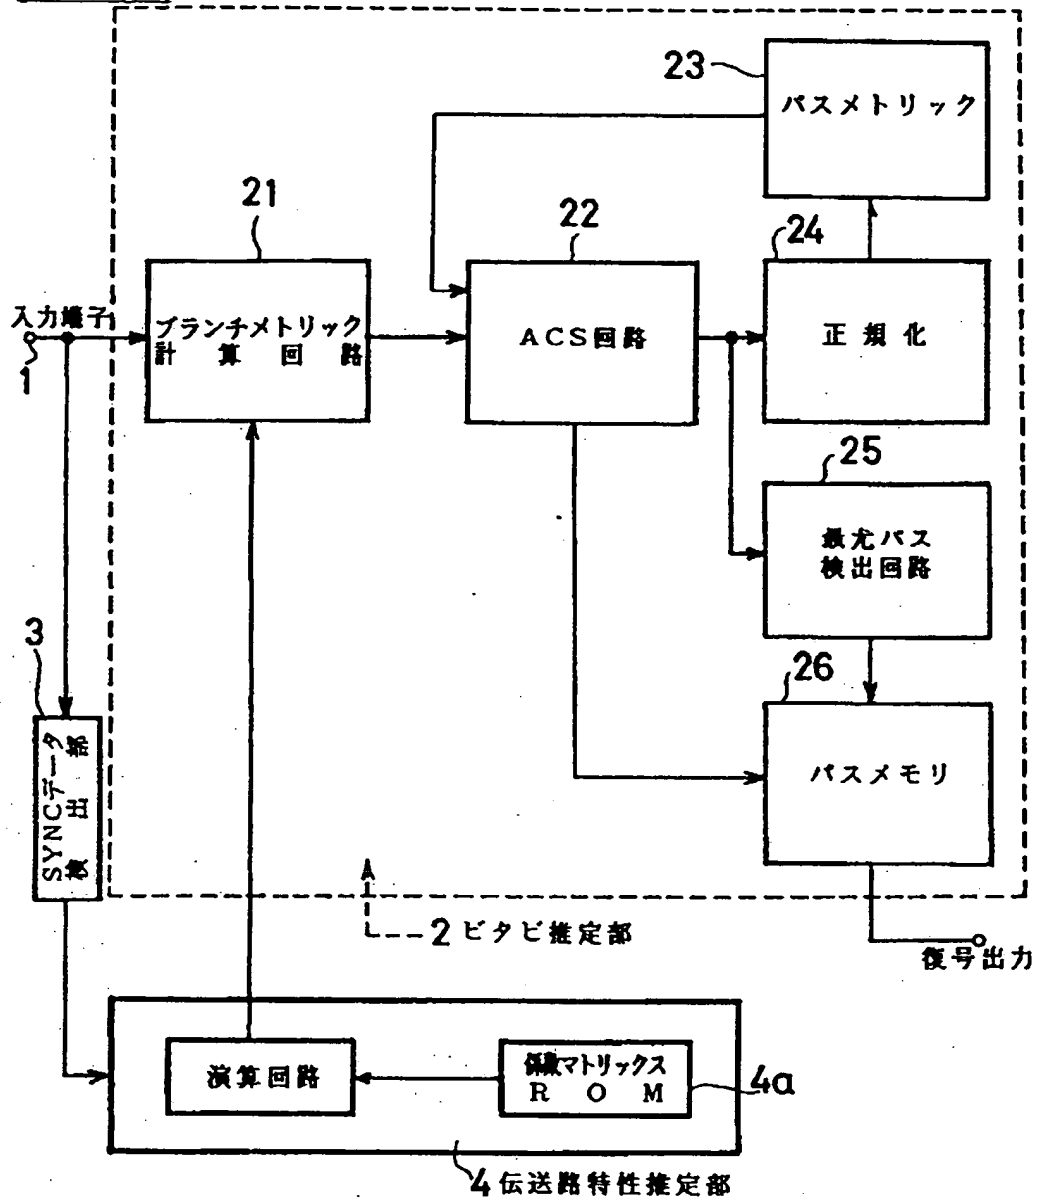 23
パスメトリック
21
22
24
入力端子
1
ブランチメトリック
計算回路
ACS回路
正規化
25
最尤パス
検出回路
3
SYNCデータ
検出部
26
パスメモリ
2 ビタビ推定部
復号出力
演算回路
係数マトリックス
ROM
4a
4 伝送路特性推定部